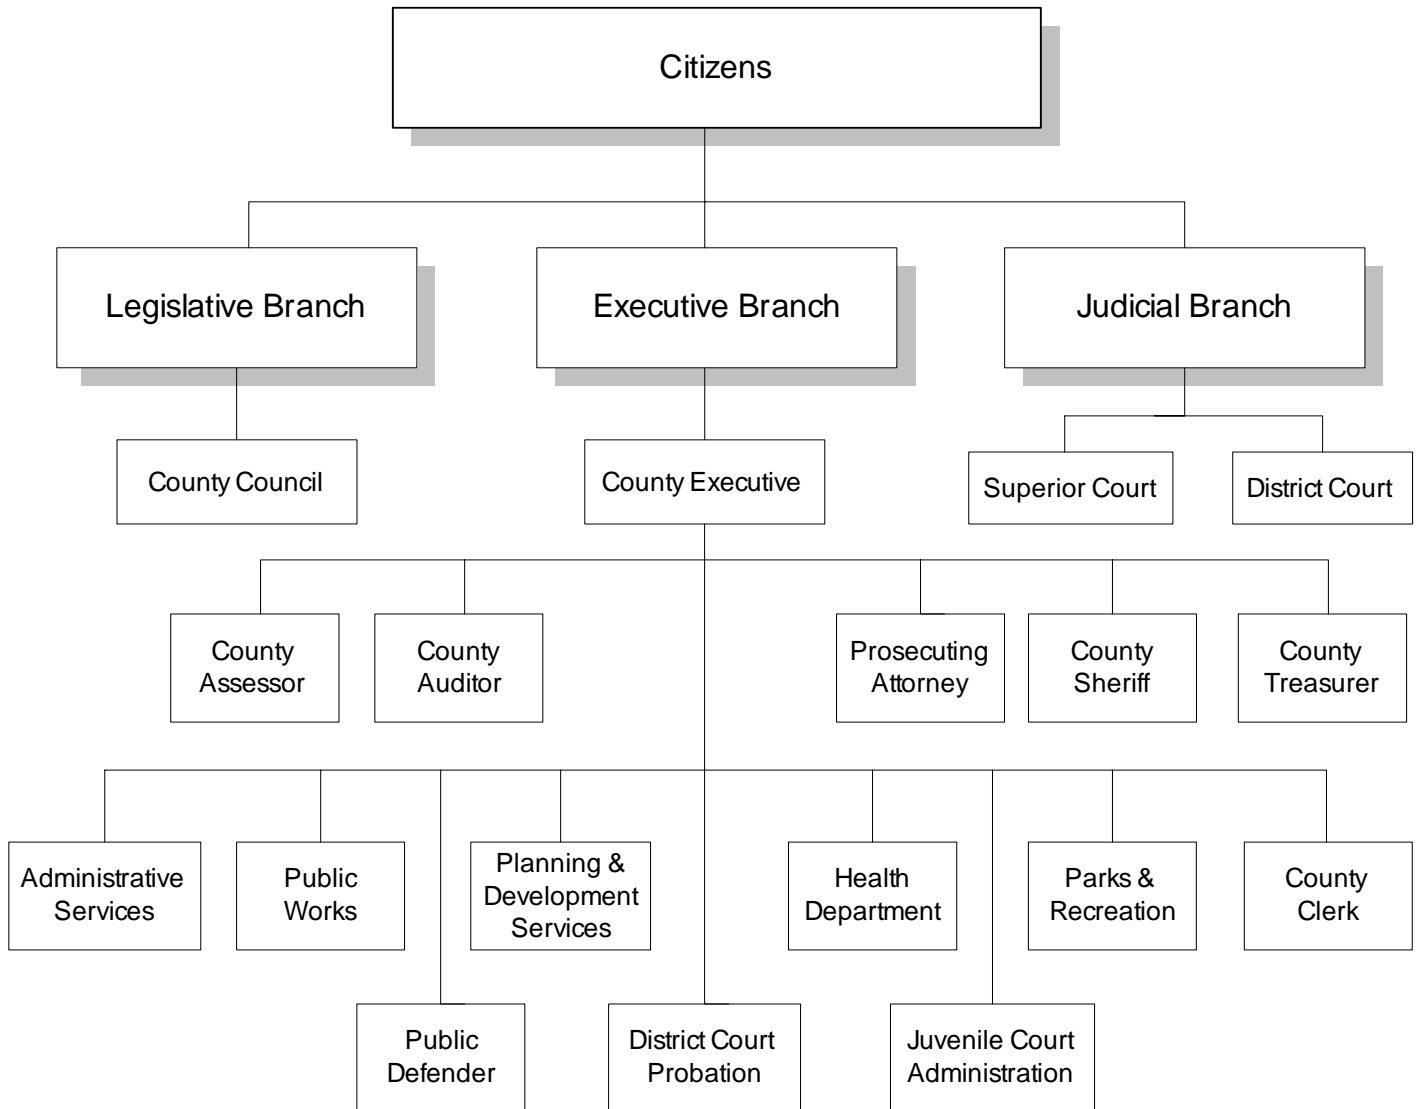 Citizens
Legislative Branch
Executive Branch
Judicial Branch
County Council
County Executive
Superior Court
District Court
County
Assessor
County
Auditor
Prosecuting
Attorney
County
Sheriff
County
Treasurer
Administrative
Services
Public
Works
Planning &
Development
Services
Health
Department
Parks &
Recreation
County
Clerk
Public
Defender
District Court
Probation
Juvenile Court
Administration